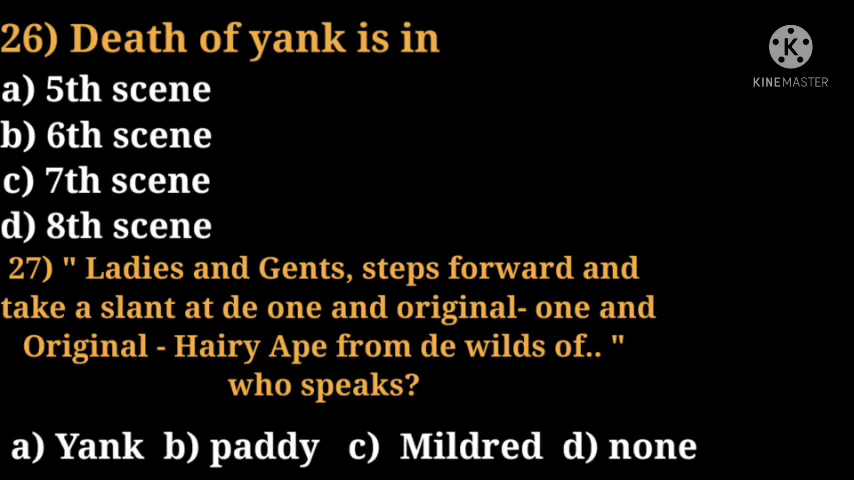 26) Death of yank is in
a) 5th scene
b) 6th scene
c) 7th scene
d) 8th scene
27) " Ladies and Gents, steps forward and
take a slant at de one and original- one and
Original - Hairy Ape from de wilds of.. "
who speaks?
a) Yank b) paddy c) Mildred d) none
K
KINEMASTER